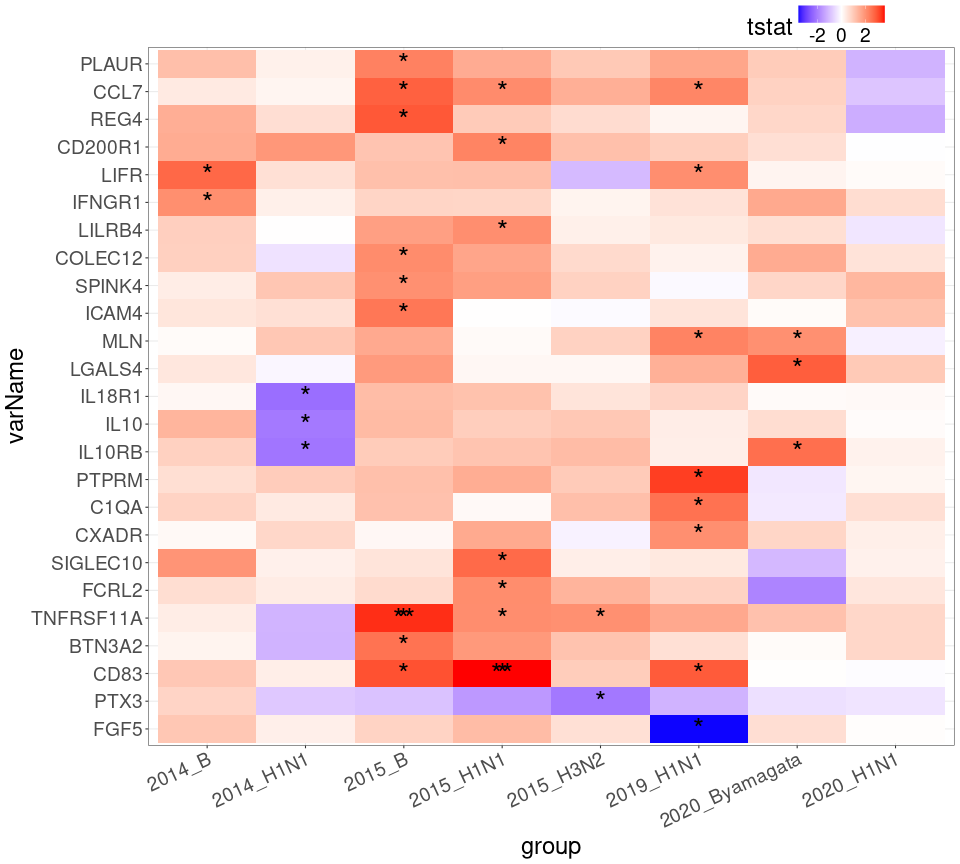 tstat
-2 0 2
PLAUR *
CCL7 * * *
REG4 *
CD200R1 *
LIFR * *
IFNGR1 *
LILRB4 *
COLEC12 *
SPINK4 *
ICAM4 *
MLN * *
LGALS4 *
IL18R1 *
IL10 *
IL10RB * *
PTPRM *
C1QA *
CXADR *
SIGLEC10 *
FCRL2 *
TNFRSF11A *** * *
BTN3A2 *
CD83 * *** *
PTX3 *
FGF5 *
varName
2014_B 2014_H1N1 2015_B 2015_H1N1 2015_H3N2 2019_H1N1 2020_Byamagata 2020_H1N1
group